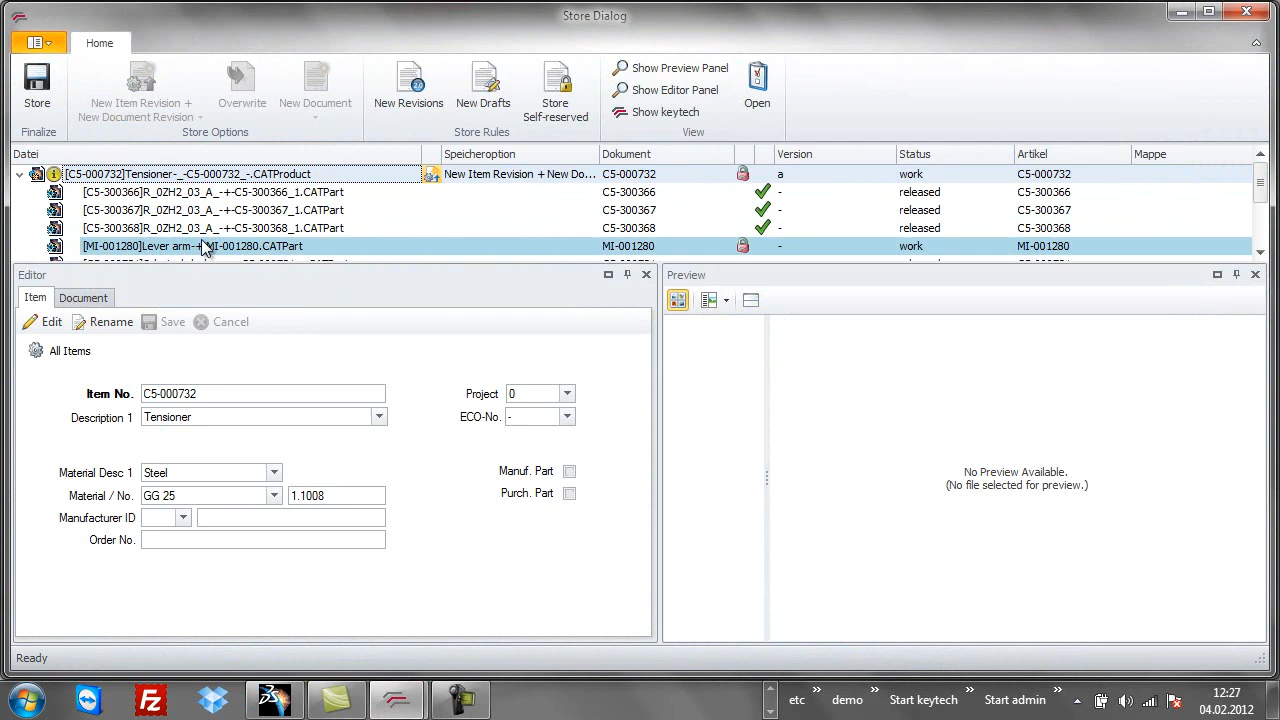 Store Dialog
Home
Store
New Item Revision +
New Document Revision
Overwrite
New Document
New Revisions
New Drafts
Store
Self-reserved
Show Preview Panel
Show Editor Panel
Show keytech
Open
Finalize
Store Options
Store Rules
View
Datei Speicheroption Dokument Version Status Artikel Mappe
[C5-000732]Tensioner-_-C5-000732_-.CATProduct New Item Revision + New Do... C5-000732 a work C5-000732
[C5-300366]R_0ZH2_03_A_-+-C5-300366_1.CATPart C5-300366 - released C5-300366
[C5-300367]R_0ZH2_03_A_-+-C5-300367_1.CATPart C5-300367 - released C5-300367
[C5-300368]R_0ZH2_03_A_-+-C5-300368_1.CATPart C5-300368 - released C5-300368
[MI-001280]Lever arm-+-MI-001280.CATPart MI-001280 - work MI-001280
Editor
Item Document
Edit Rename Save Cancel
All Items
Item No. C5-000732
Project 0
Description 1 Tensioner
ECO-No. -
Material Desc 1 Steel
Manuf. Part
Material / No. GG 25 1.1008
Purch. Part
Manufacturer ID
Order No.
Preview
No Preview Available.
(No file selected for preview.)
Ready
etc » demo » Start keytech » Start admin »
12:27
04.02.2012